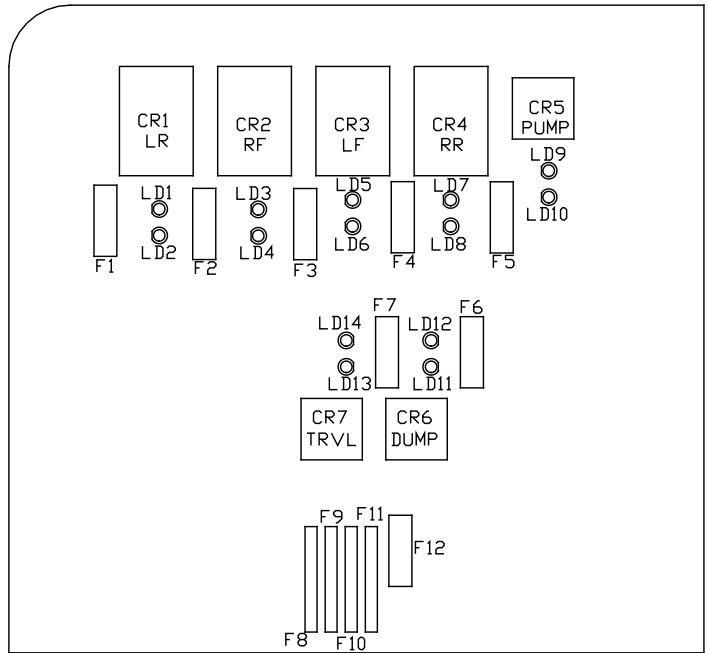 CR1
LR
CR2
RF
CR3
LF
CR4
RR
CR5
PUMP
LD9
LD10
LD1
LD3
LD5
LD7
LD2
LD4
LD6
LD8
F1
F2
F3
F4
F5
F7
F6
LD14
LD12
LD13
LD11
CR7
TRVL
CR6
DUMP
F9
F11
F12
F8
F10